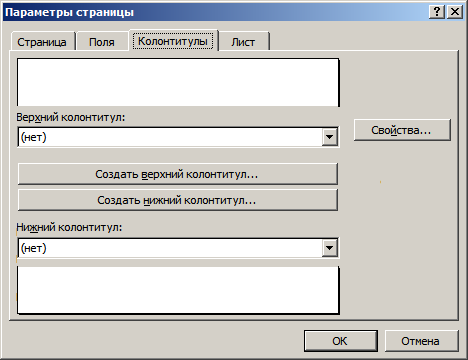 Параметры страницы
Страница Поля Колонтитулы Лист
Верхний колонтитул:
(нет)
Свойства...
Создать верхний колонтитул...
Создать нижний колонтитул...
Нижний колонтитул:
(нет)
OK Отмена